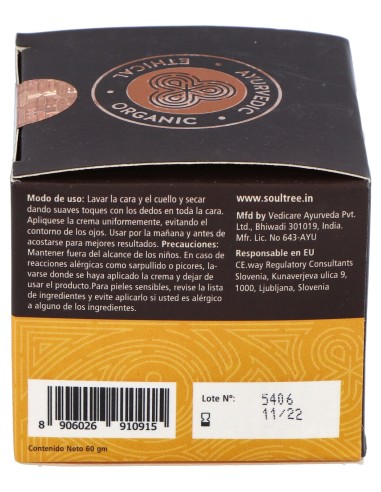 ETHICAL
AYURVEDIC
ORGANIC
Modo de uso: Lavar la cara y el cuello y secar
dando suaves toques con los dedos en toda la cara.
Apliquese la crema uniformemente, evitando el
contorno de los ojos. Usar por la mañana y antes de
acostarse para mejores resultados. Precauciones:
Mantener fuera del alcance de los niños. En caso de
reacciones alérgicas como sarpullido o picores, la-
varse donde se haya aplicado la crema y dejar de
usar el producto.Para pieles sensibles, revise la lista
de ingredientes y evite aplicarlo si usted es alérgico
a alguno de los ingredientes.
www.soultree.in
Mfd by Vedicare Ayurveda Pvt.
Ltd., Bhiwadi 301019, India.
Mfr. Lic. No 643-AYU
Responsable en EU
CE.way Regulatory Consultants
Slovenia, Kunaverjeva ulica 9,
1000, Ljubljana, Slovenia
8 906026 910915
Contenido Neto 60 gm
Lote N°: 5406
11/22